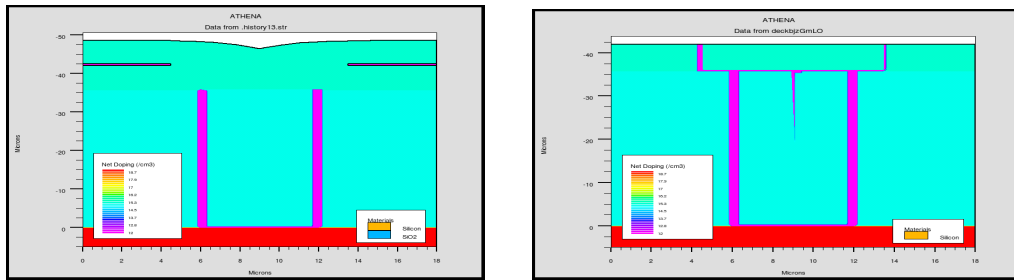 ATHENA
Data from .history13.str
-50
-40
-30
-20
-10
0
Microns
Net Doping (/cm3)
Materials
Silicon
SiO2
0 2 4 6 8 10 12 14 16 18
Microns
ATHENA
Data from deckbjzGmLO
-40
-30
-20
-10
0
Microns
Net Doping (/cm3)
Materials
Silicon
0 2 4 6 8 10 12 14 16 18
Microns